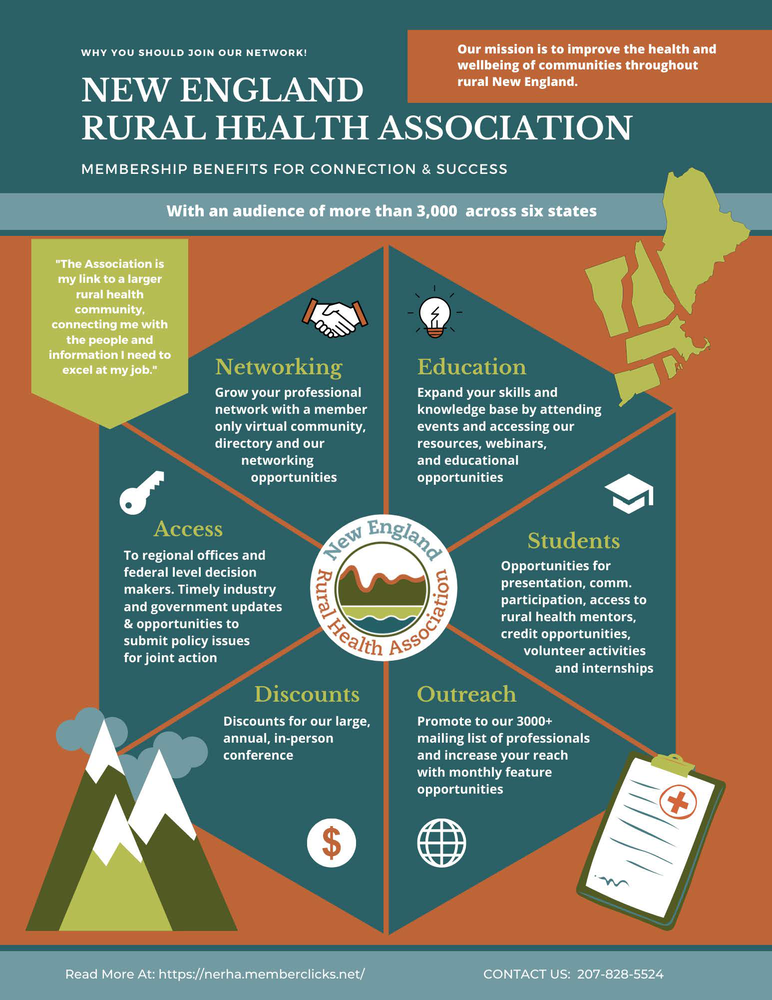 WHY YOU SHOULD JOIN OUR NETWORK!
NEW ENGLAND
RURAL HEALTH ASSOCIATION
MEMBERSHIP BENEFITS FOR CONNECTION & SUCCESS
Our mission is to improve the health and
wellbeing of communities throughout
rural New England.
With an audience of more than 3,000 across six states
"The Association is
my link to a larger
rural health
community,
connecting me with
the people and
information I need to
excel at my job."
Networking
Grow your professional
network with a member
only virtual community,
directory and our
networking
opportunities
Education
Expand your skills and
knowledge base by attending
events and accessing our
resources, webinars,
and educational
opportunities
Access
To regional offices and
federal level decision
makers. Timely industry
and government updates
& opportunities to
submit policy issues
for joint action
New England
Rural Health Association
Students
Opportunities for
presentation, comm.
participation, access to
rural health mentors,
credit opportunities,
volunteer activities
and internships
Discounts
Discounts for our large,
annual, in-person
conference
$
Outreach
Promote to our 3000+
mailing list of professionals
and increase your reach
with monthly feature
opportunities
Read More At: https://nerha.memberclicks.net/
CONTACT US: 207-828-5524